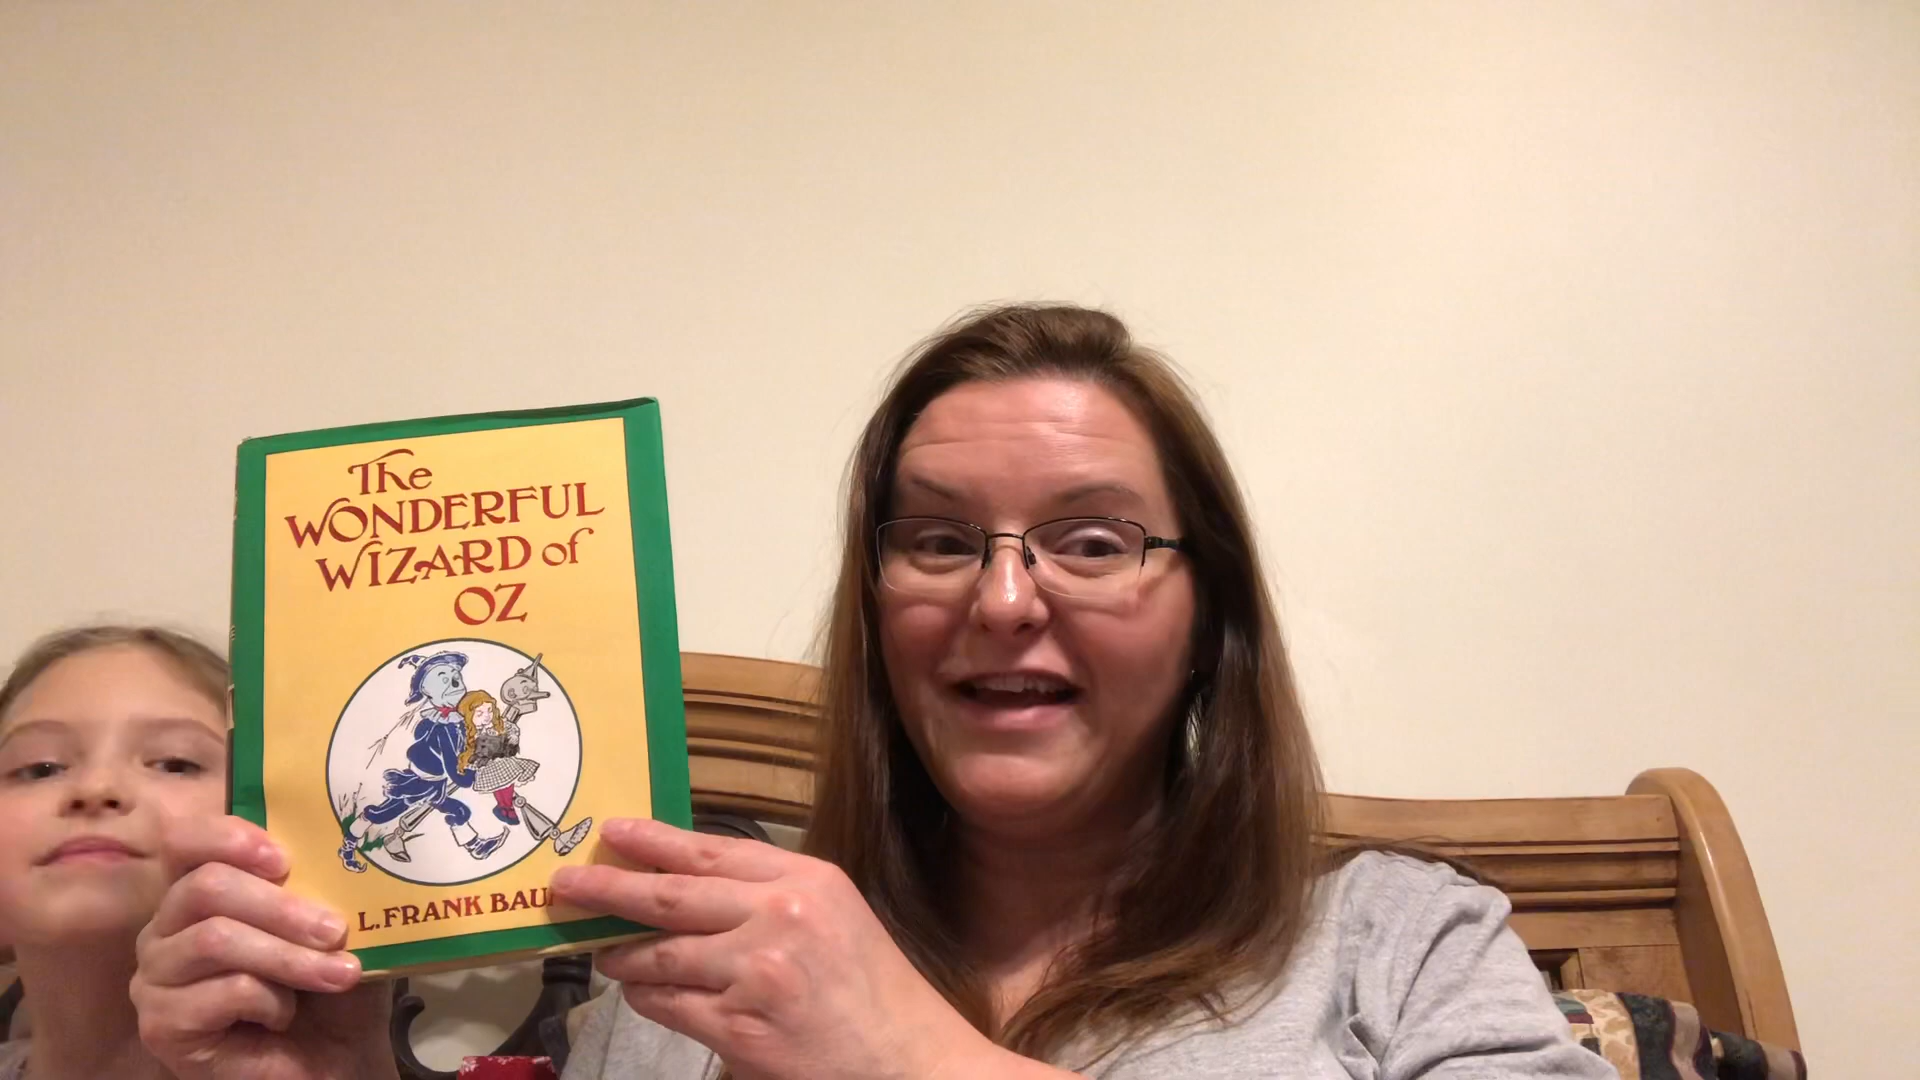 The
WONDERFUL
WIZARD of
OZ
L. FRANK